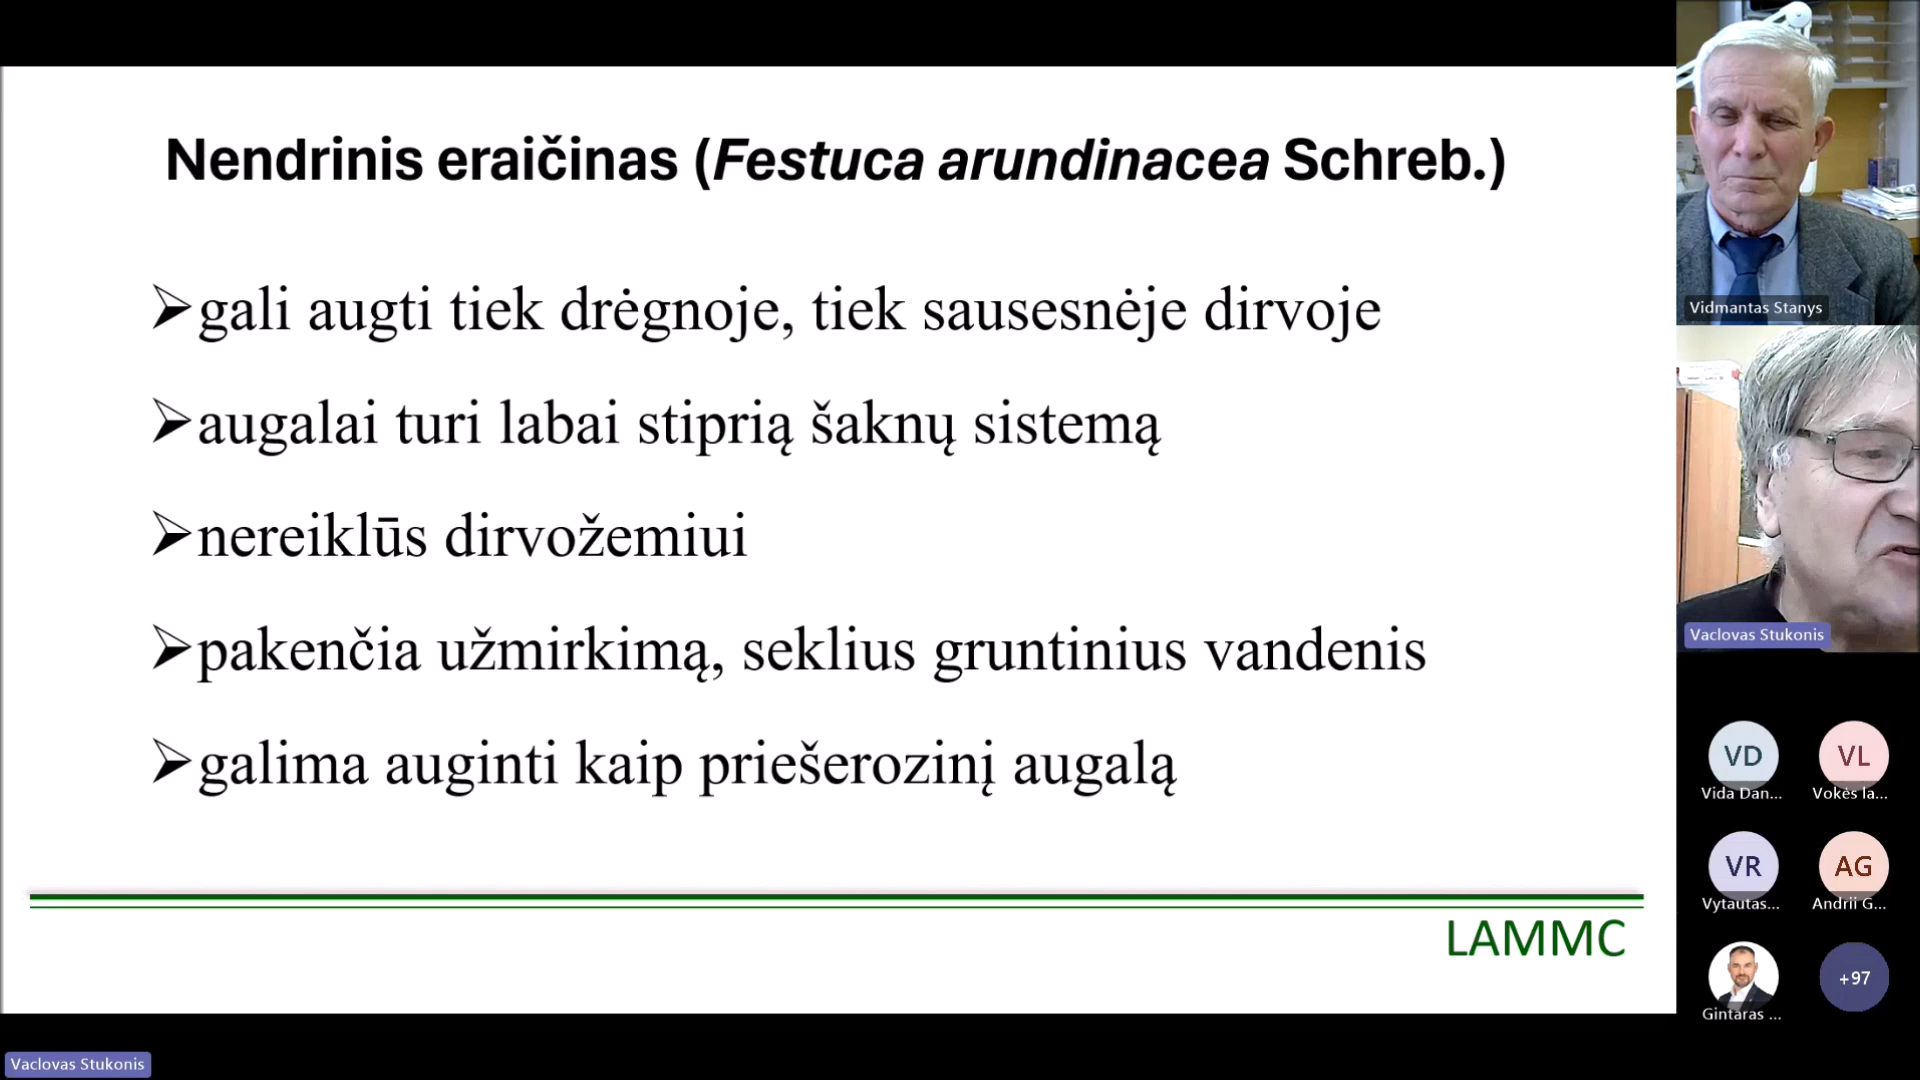 Nendrinis eraičinas (Festuca arundinacea Schreb.)
➢gali augti tiek drėgnoje, tiek sausesnėje dirvoje
➢augalai turi labai stiprią šaknų sistemą
➢nereiklūs dirvožemiui
➢pakenčia užmirkimą, seklius gruntinius vandenis
➢galima auginti kaip priešerozinį augalą
LAMMC
Vaclovas Stukonis
Vidmantas Stanys
Vaclovas Stukonis
VD
Vida Dan...
VL
Vokės la...
VR
Vytautas...
AG
Andrii G...
Gintaras ...
+97